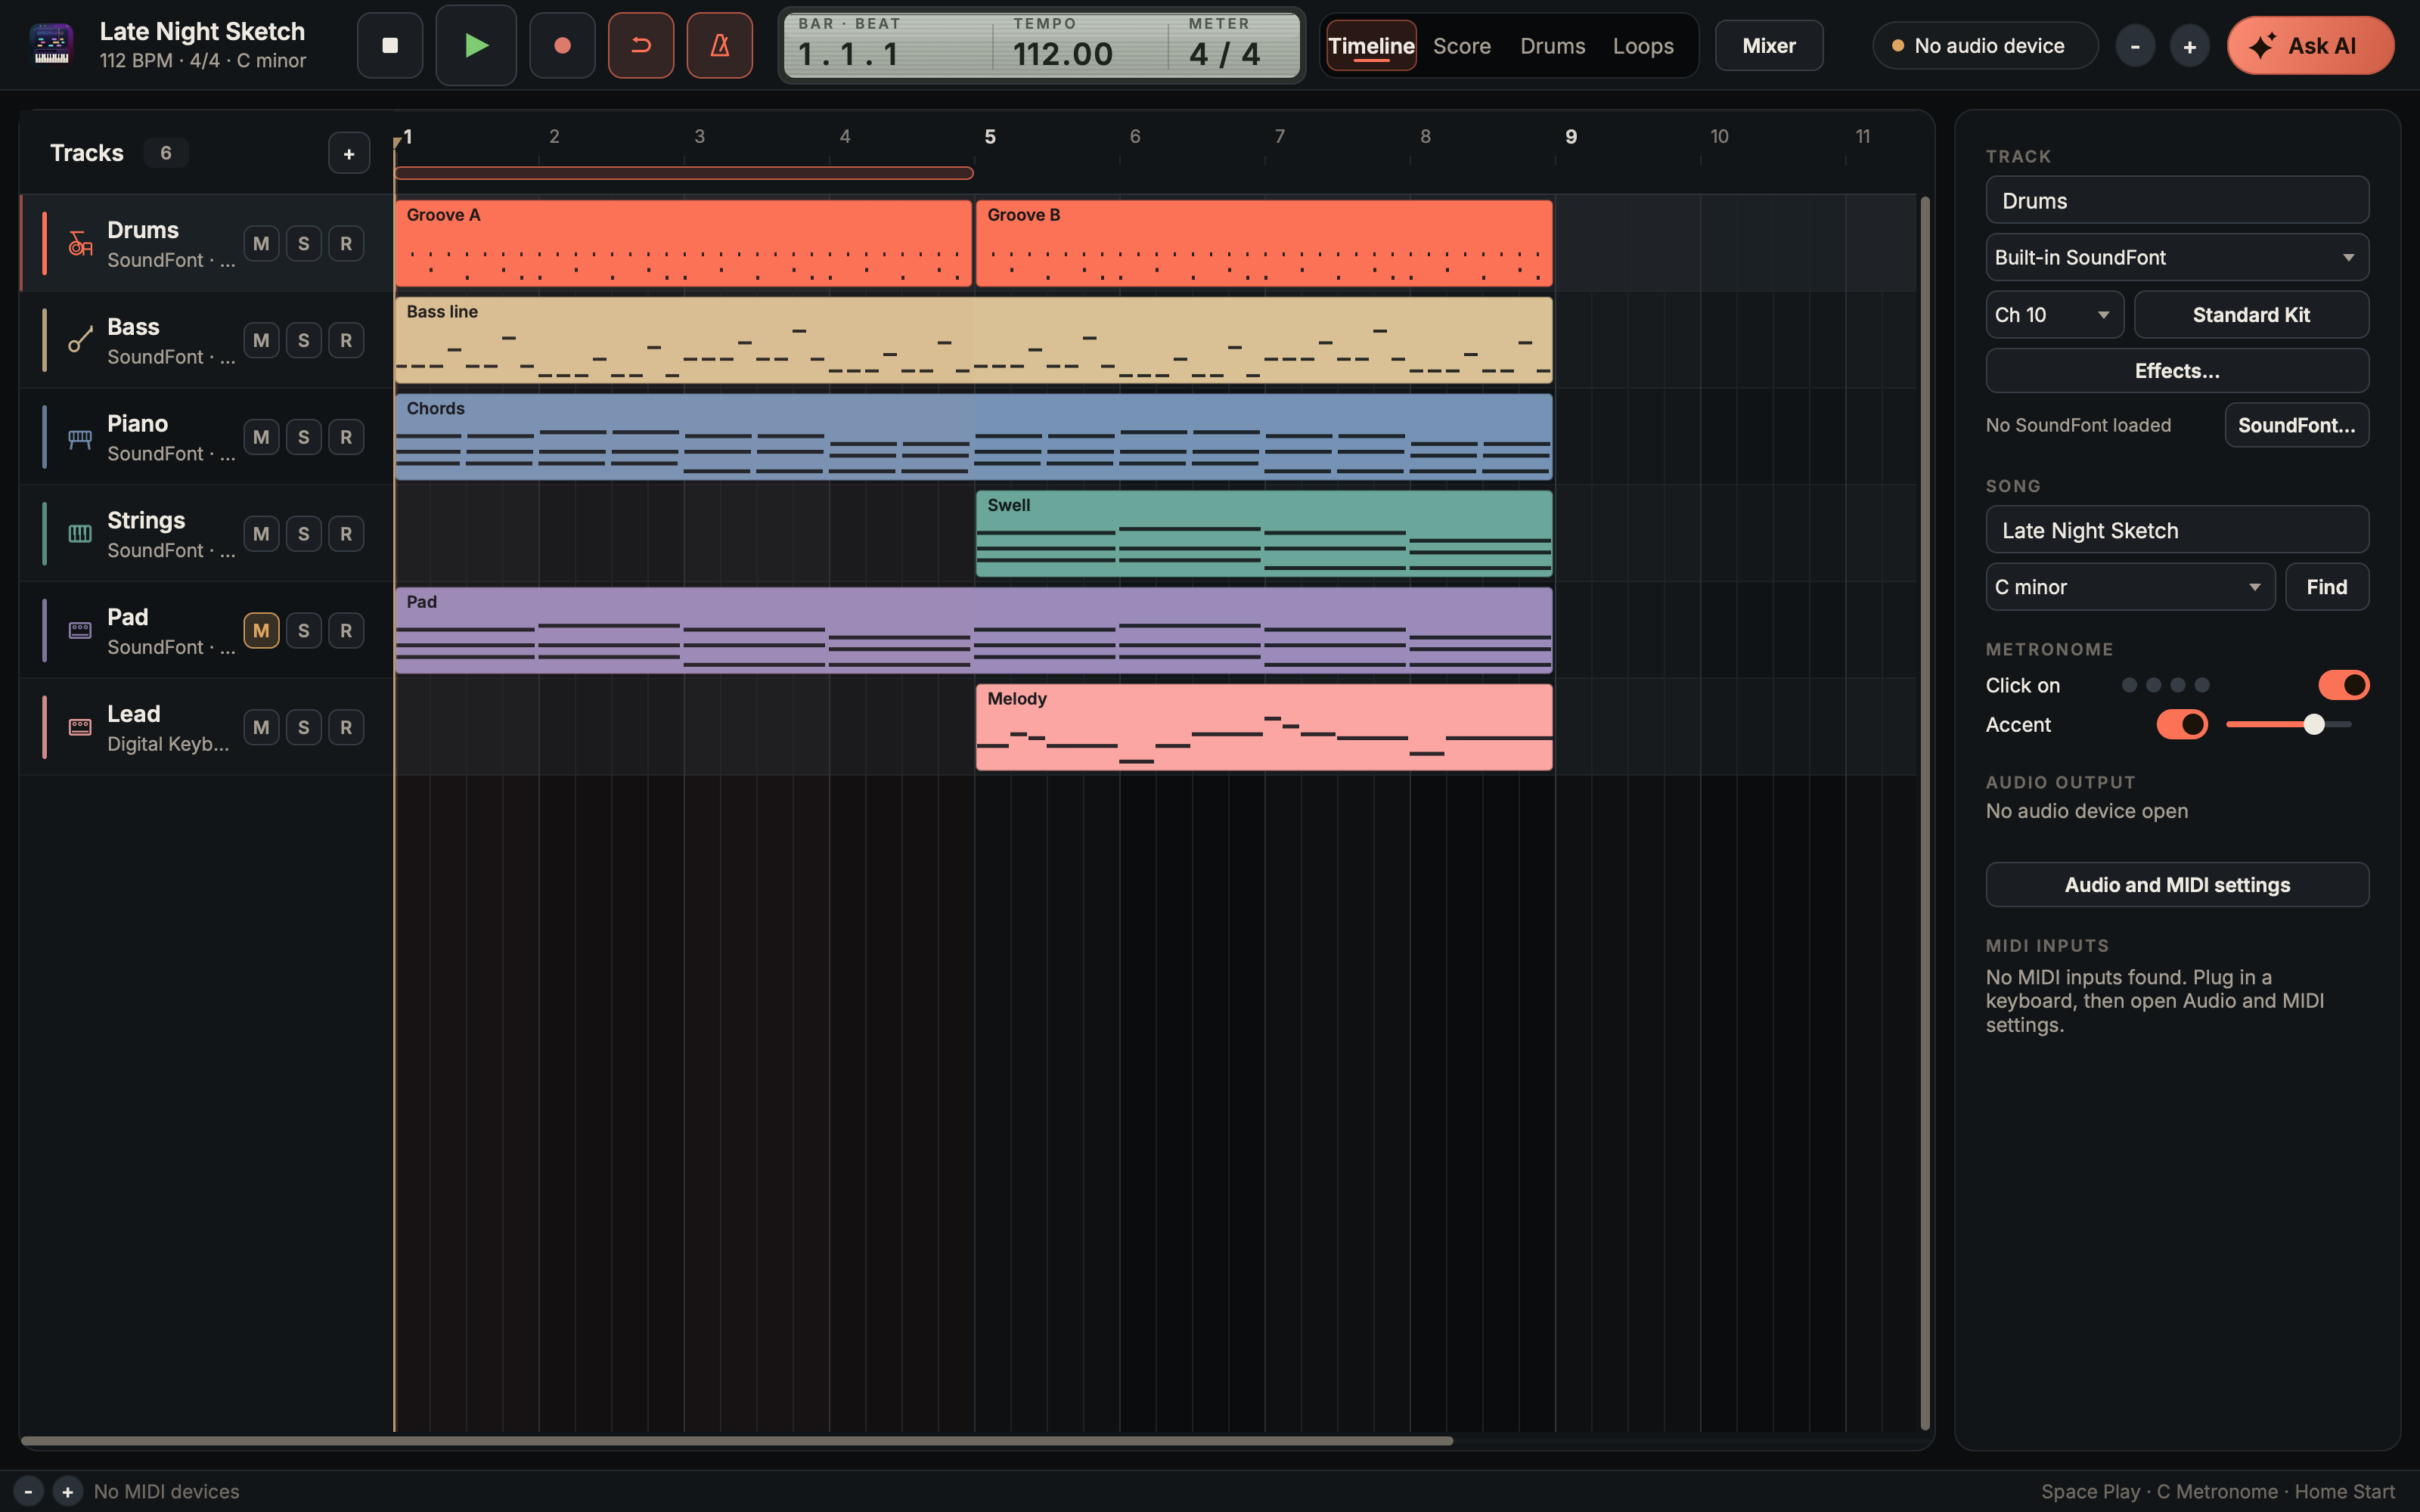 Late Night Sketch
112 BPM · 4/4 · C minor
BAR · BEAT
1 . 1 . 1
TEMPO
112.00
METER
4 / 4
Timeline
Score
Drums
Loops
Mixer
No audio device
-
+
Ask AI
Tracks
6
+
1
2
3
4
5
6
7
8
9
10
11
Drums
SoundFont · ...
M
S
R
Groove A
Groove B
Bass
SoundFont · ...
M
S
R
Bass line
Piano
SoundFont · ...
M
S
R
Chords
Strings
SoundFont · ...
M
S
R
Swell
Pad
SoundFont · ...
M
S
R
Pad
Lead
Digital Keyb...
M
S
R
Melody
TRACK
Drums
Built-in SoundFont
Ch 10
Standard Kit
Effects...
No SoundFont loaded
SoundFont...
SONG
Late Night Sketch
C minor
Find
METRONOME
Click on
Accent
AUDIO OUTPUT
No audio device open
Audio and MIDI settings
MIDI INPUTS
No MIDI inputs found. Plug in a
keyboard, then open Audio and MIDI
settings.
-
+
No MIDI devices
Space Play · C Metronome · Home Start